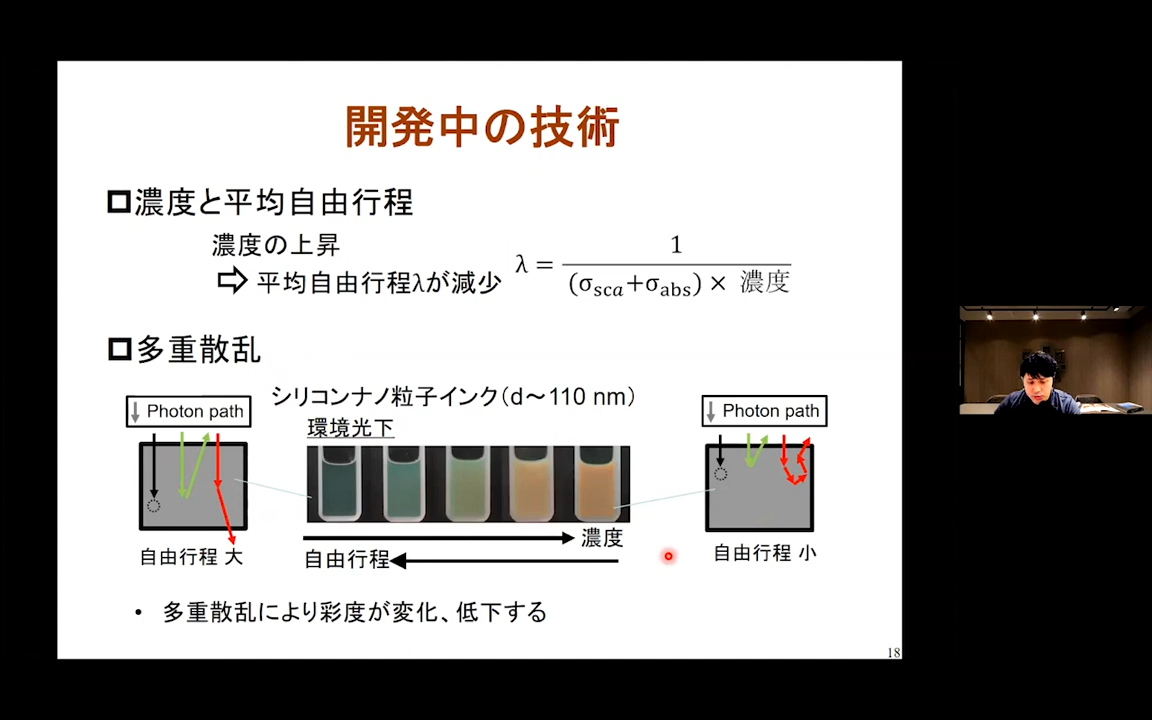 開発中の技術
濃度と平均自由行程
濃度の上昇
⇨ 平均自由行程λが減少
λ = 1 / (σsca+σabs) × 濃度
多重散乱
シリコンナノ粒子インク(d～110 nm)
環境光下
↓ Photon path
↓ Photon path
濃度
自由行程
自由行程 大
自由行程 小
• 多重散乱により彩度が変化、低下する
18